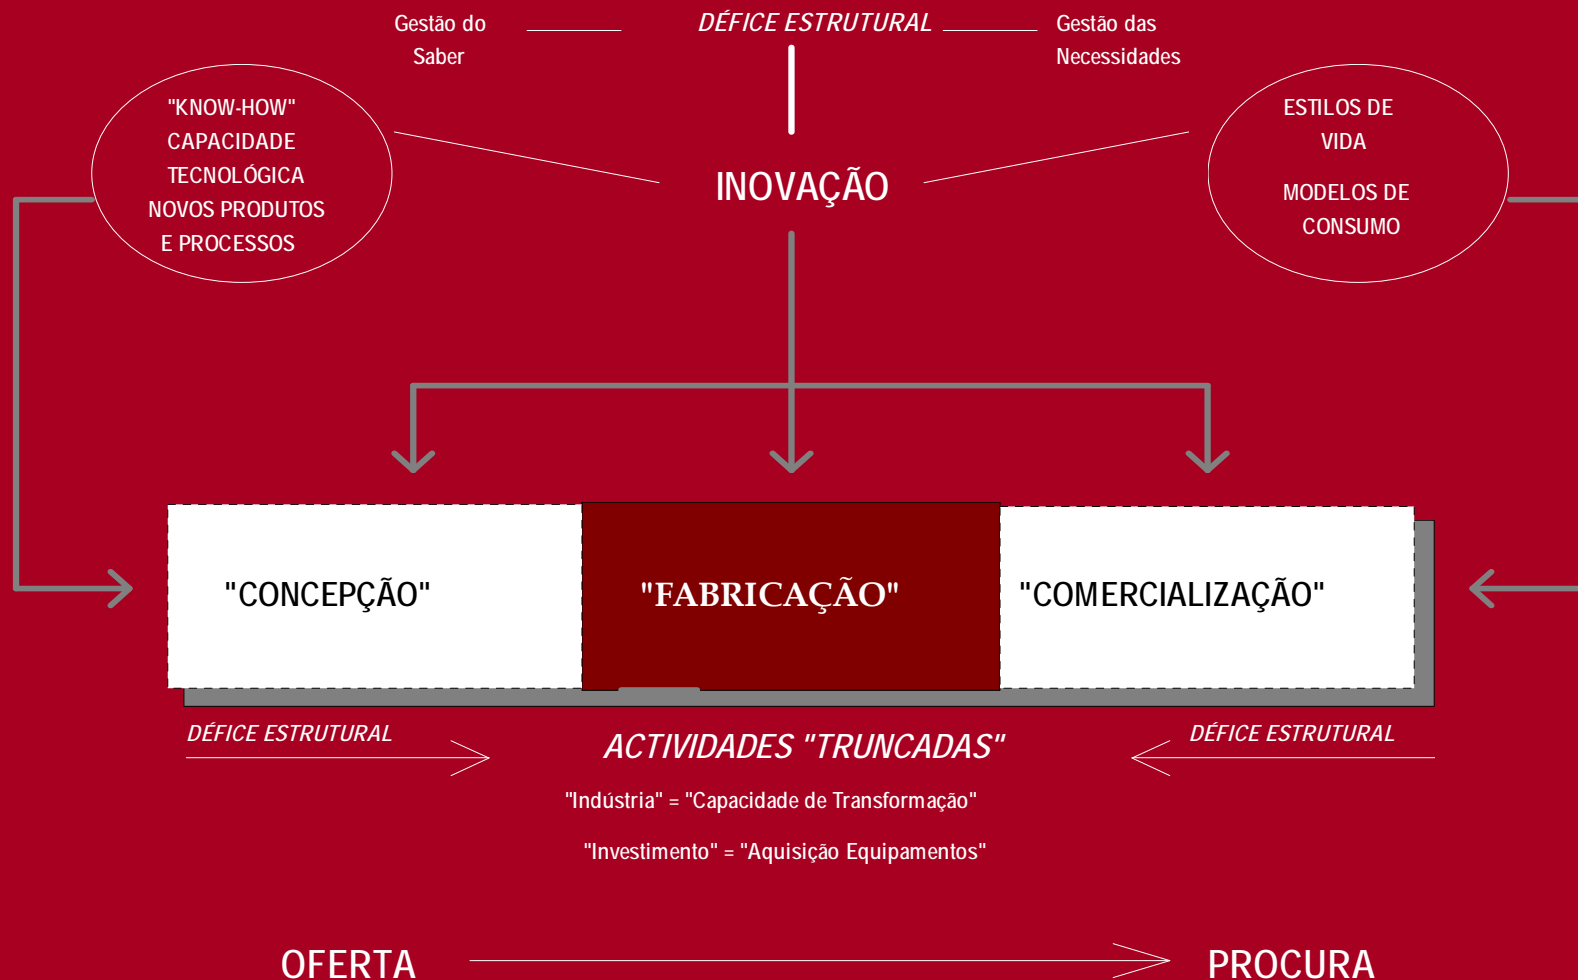 Gestão do
Saber
DÉFICE ESTRUTURAL
Gestão das
Necessidades
"KNOW-HOW"
CAPACIDADE
TECNOLÓGICA
NOVOS PRODUTOS
E PROCESSOS
INOVAÇÃO
ESTILOS DE
VIDA
MODELOS DE
CONSUMO
"CONCEPÇÃO"
"FABRICAÇÃO"
"COMERCIALIZAÇÃO"
DÉFICE ESTRUTURAL
ACTIVIDADES "TRUNCADAS"
DÉFICE ESTRUTURAL
"Indústria" = "Capacidade de Transformação"
"Investimento" = "Aquisição Equipamentos"
OFERTA
PROCURA